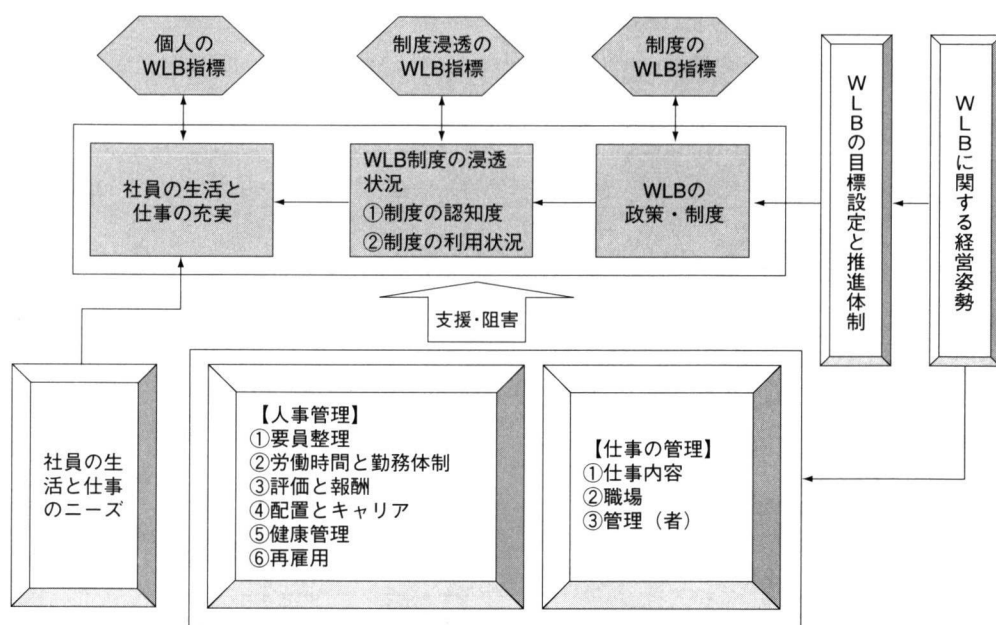 個人の
WLB指標
制度浸透の
WLB指標
制度の
WLB指標
社員の生活と
仕事の充実
WLB制度の浸透
状況
①制度の認知度
②制度の利用状況
WLBの
政策・制度
WLBの目標設定と推進体制
WLBに関する経営姿勢
支援・阻害
社員の生
活と仕事
のニーズ
【人事管理】
①要員整理
②労働時間と勤務体制
③評価と報酬
④配置とキャリア
⑤健康管理
⑥再雇用
【仕事の管理】
①仕事内容
②職場
③管理（者）